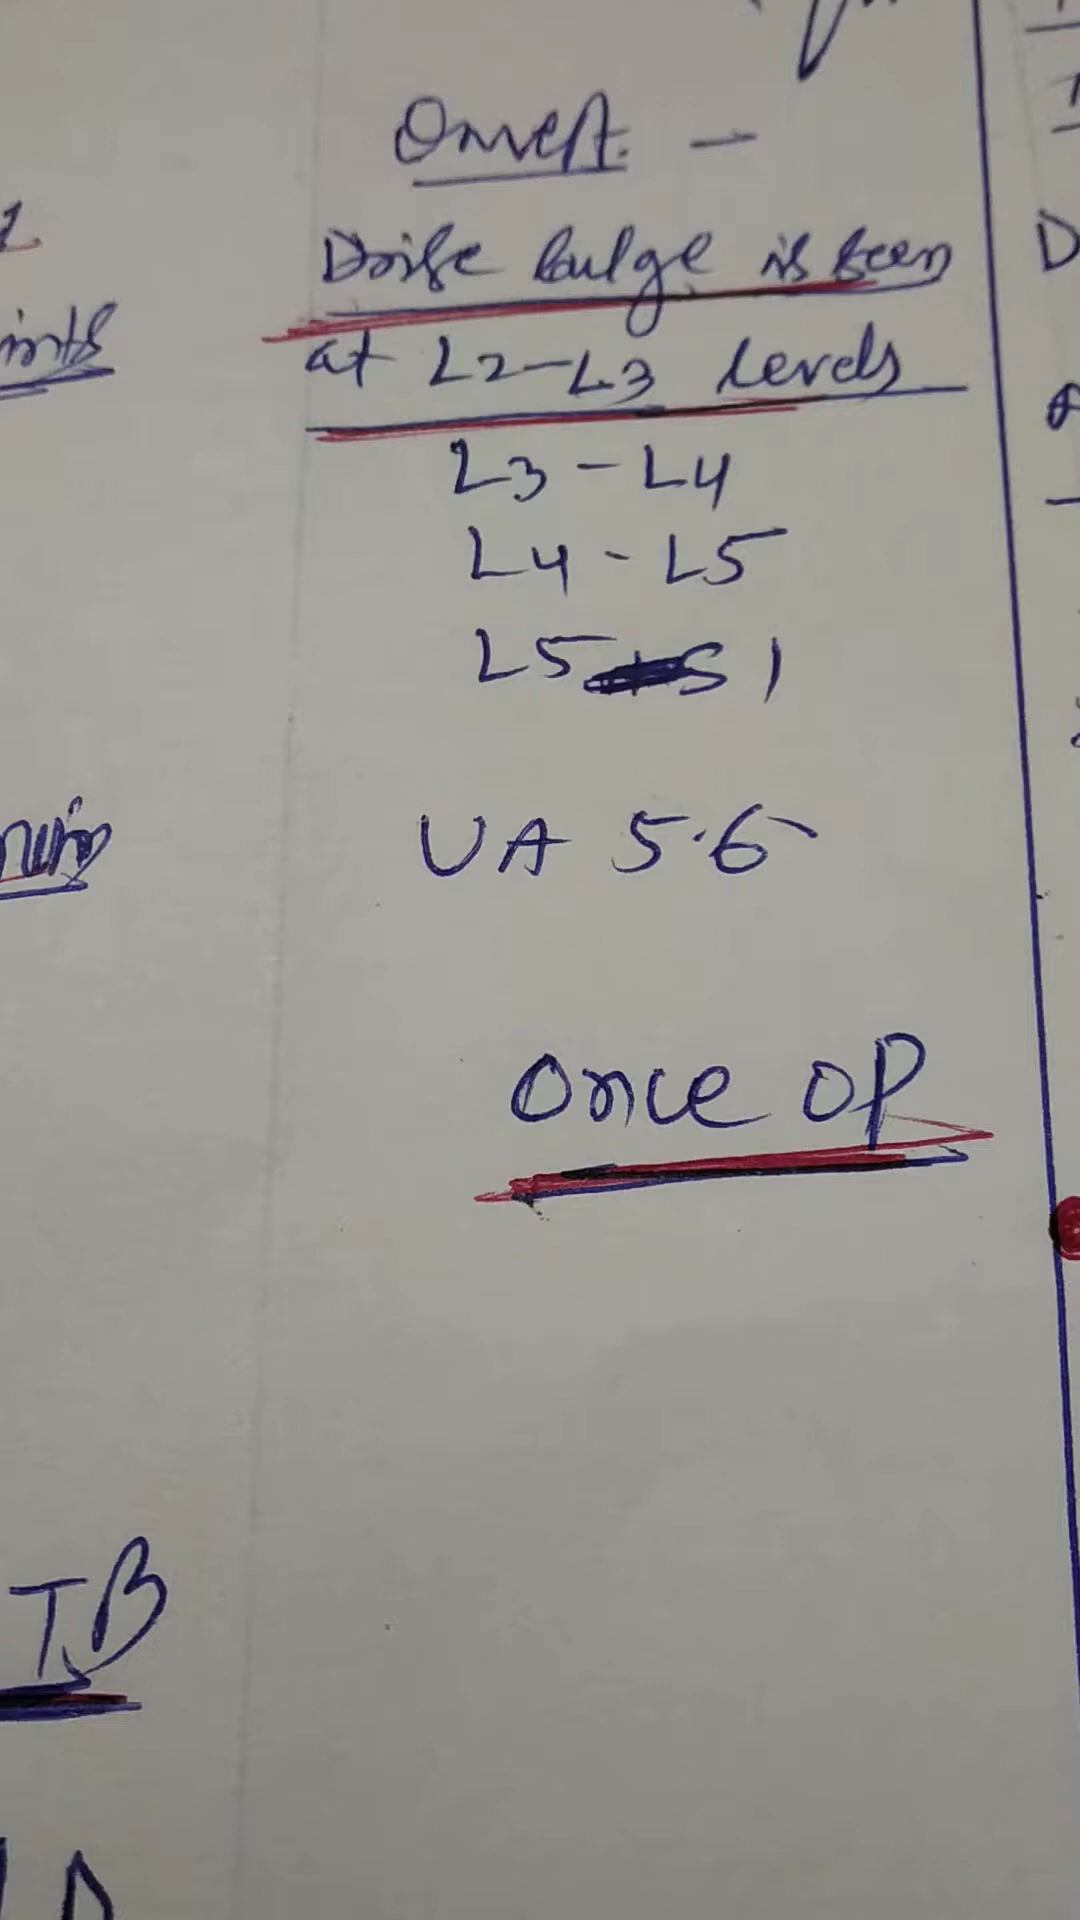 Onset. -
Disc bulge is seen
at L2-L3 levels
L3 - L4
L4 - L5
L5 S1
UA 5.6
Once OP
TB